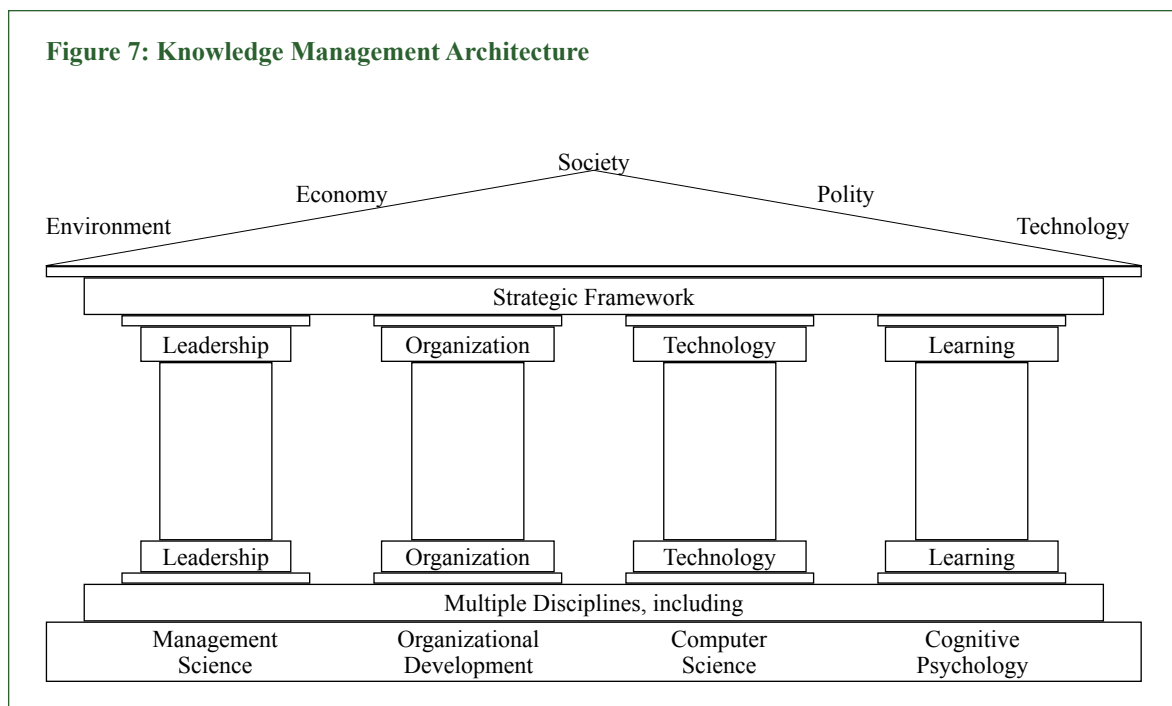 Figure 7: Knowledge Management Architecture
Society
Economy
Polity
Environment
Technology
Strategic Framework
Leadership
Organization
Technology
Learning
Leadership
Organization
Technology
Learning
Multiple Disciplines, including
Management
Science
Organizational
Development
Computer
Science
Cognitive
Psychology